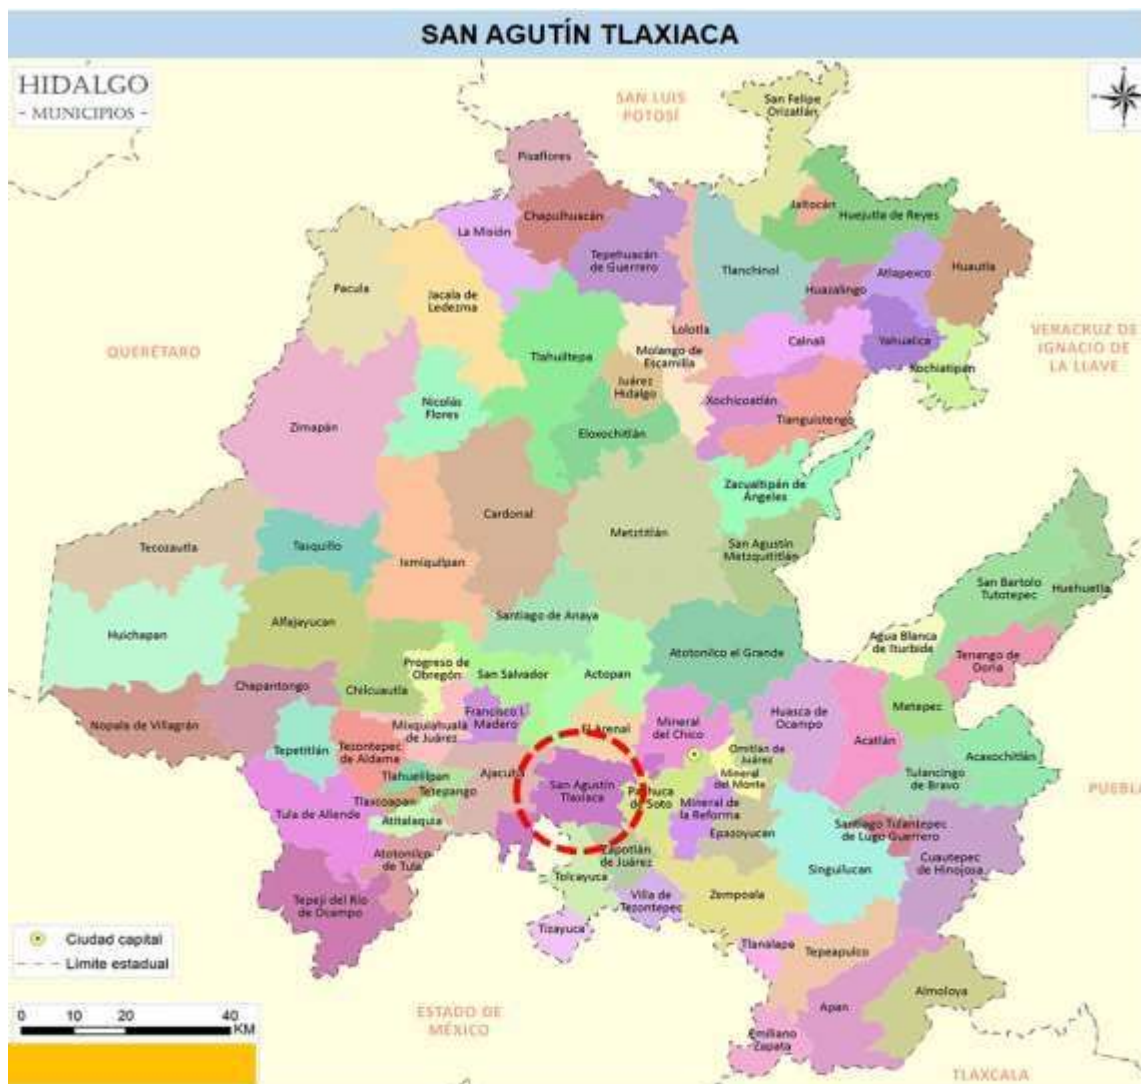 SAN AGUTÍN TLAXIACA
HIDALGO
- MUNICIPIOS -
SAN LUIS
POTOSÍ
San Felipe
Orizatlán
Pisaflores
Chapulhuacán
La Misión
Jaltocán
Huejutla de Reyes
Tepehuacán
de Guerrero
Tlanchinol
Huautla
Atlapexco
Huazalingo
Pacula
Jacala de
Ledezma
QUERÉTARO
Lolotla
Calnali
Yahualica
VERACRUZ DE
IGNACIO DE
LA LLAVE
Xochiatipán
Tlahuiltepa
Molango de
Escamilla
Juárez
Hidalgo
Nicolás
Flores
Xochicoatlán
Tianguistengo
Zimapán
Eloxochitlán
Zacualtipán de
Ángeles
Cardonal
Metztitlán
San Agustín
Metzquititlán
Tecozautla
Tasquillo
Ixmiquilpan
San Bartolo
Tutotepec
Huehuetla
Santiago de Anaya
Huichapan
Alfajayucan
Agua Blanca
de Iturbide
Tenango de
Doria
Atotonilco el Grande
Progreso de
Obregón
San Salvador
Actopan
Chapantongo
Chilcuautla
Metepec
Nopala de Villagrán
Mixquiahuala
de Juárez
Francisco I.
Madero
El Arenal
Mineral
del Chico
Huasca de
Ocampo
Acatlán
Omitlán de
Juárez
Acaxochitlán
Tepetitlán
Tezontepec
de Aldama
Ajacuba
Mineral
del Monte
Tulancingo
de Bravo
Tlahuelilpan
Tetepango
San Agustín
Tlaxiaca
Pachuca
de Soto
Mineral de
la Reforma
PUEBLA
Tlaxcoapan
Tula de Allende
Atitalaquia
Epazoyucan
Santiago Tulantepec
de Lugo Guerrero
Atotonilco
de Tula
Zapotlán
de Juárez
Cuautepec
de Hinojosa
Singuilucan
Tolcayuca
Tepeji del Río
de Ocampo
Villa de
Tezontepec
Zempoala
Tizayuca
Tlanalapa
Tepeapulco
Ciudad capital
Límite estadual
Almoloya
Apan
0 10 20 40
KM
ESTADO DE
MÉXICO
Emiliano
Zapata
TLAXCALA